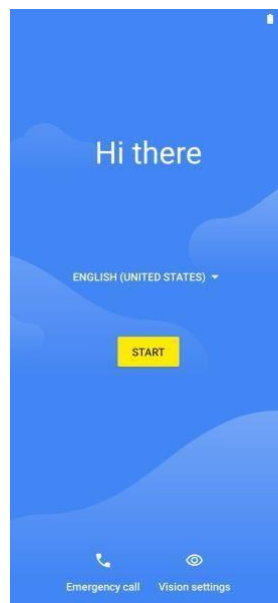 Hi there
ENGLISH (UNITED STATES)
START
Emergency call Vision settings